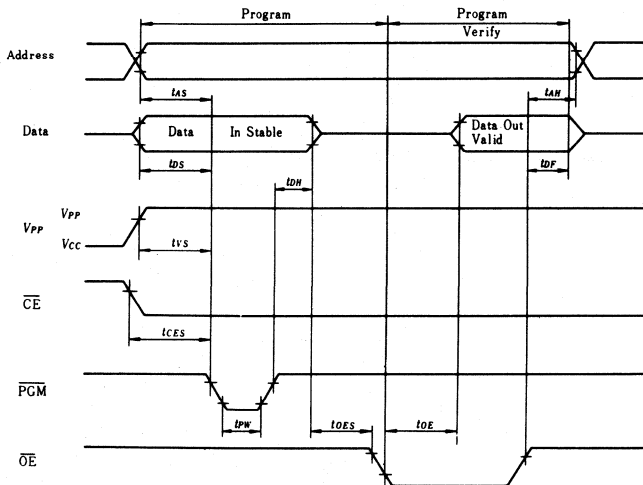 Program Program
Verify
Address
tAS tAH
Data Data In Stable Data Out
Valid
tDS tDH tDF
VPP VPP
VCC
tVS
CE
tCES
PGM
tPW tOES tOE
OE